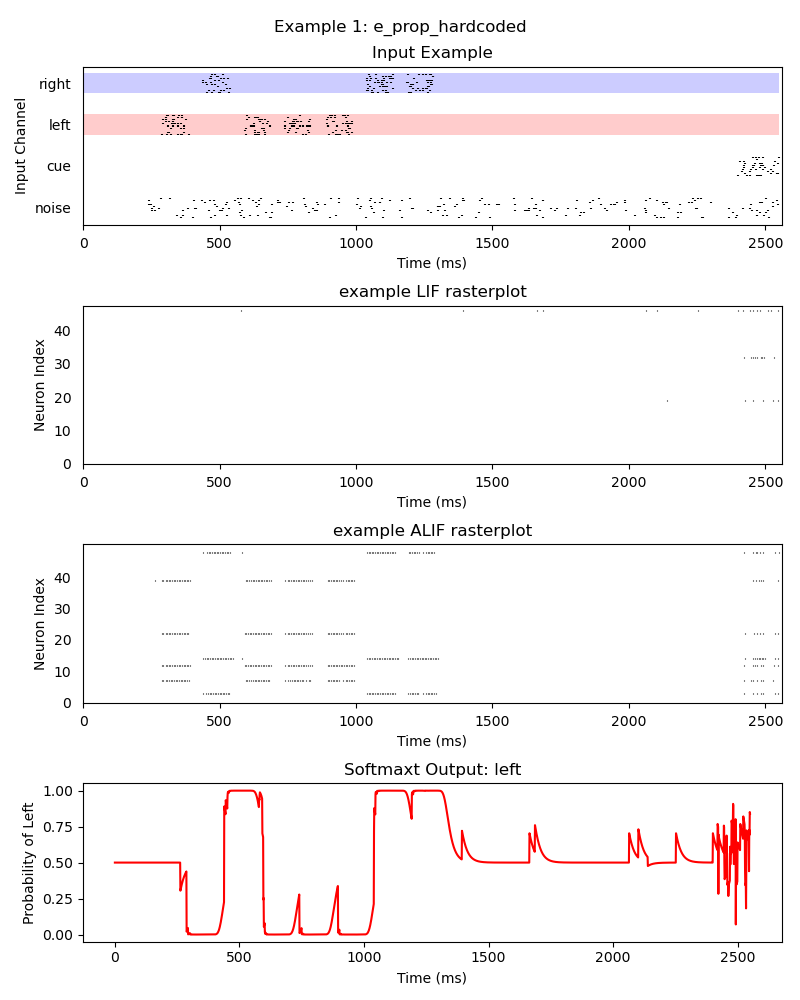 Example 1: e_prop_hardcoded
Input Example
Input Channel
right
left
cue
noise
0 500 1000 1500 2000 2500
Time (ms)
example LIF rasterplot
Neuron Index
40
30
20
10
0
0 500 1000 1500 2000 2500
Time (ms)
example ALIF rasterplot
Neuron Index
40
30
20
10
0
0 500 1000 1500 2000 2500
Time (ms)
Softmaxt Output: left
Probability of Left
1.00
0.75
0.50
0.25
0.00
0 500 1000 1500 2000 2500
Time (ms)